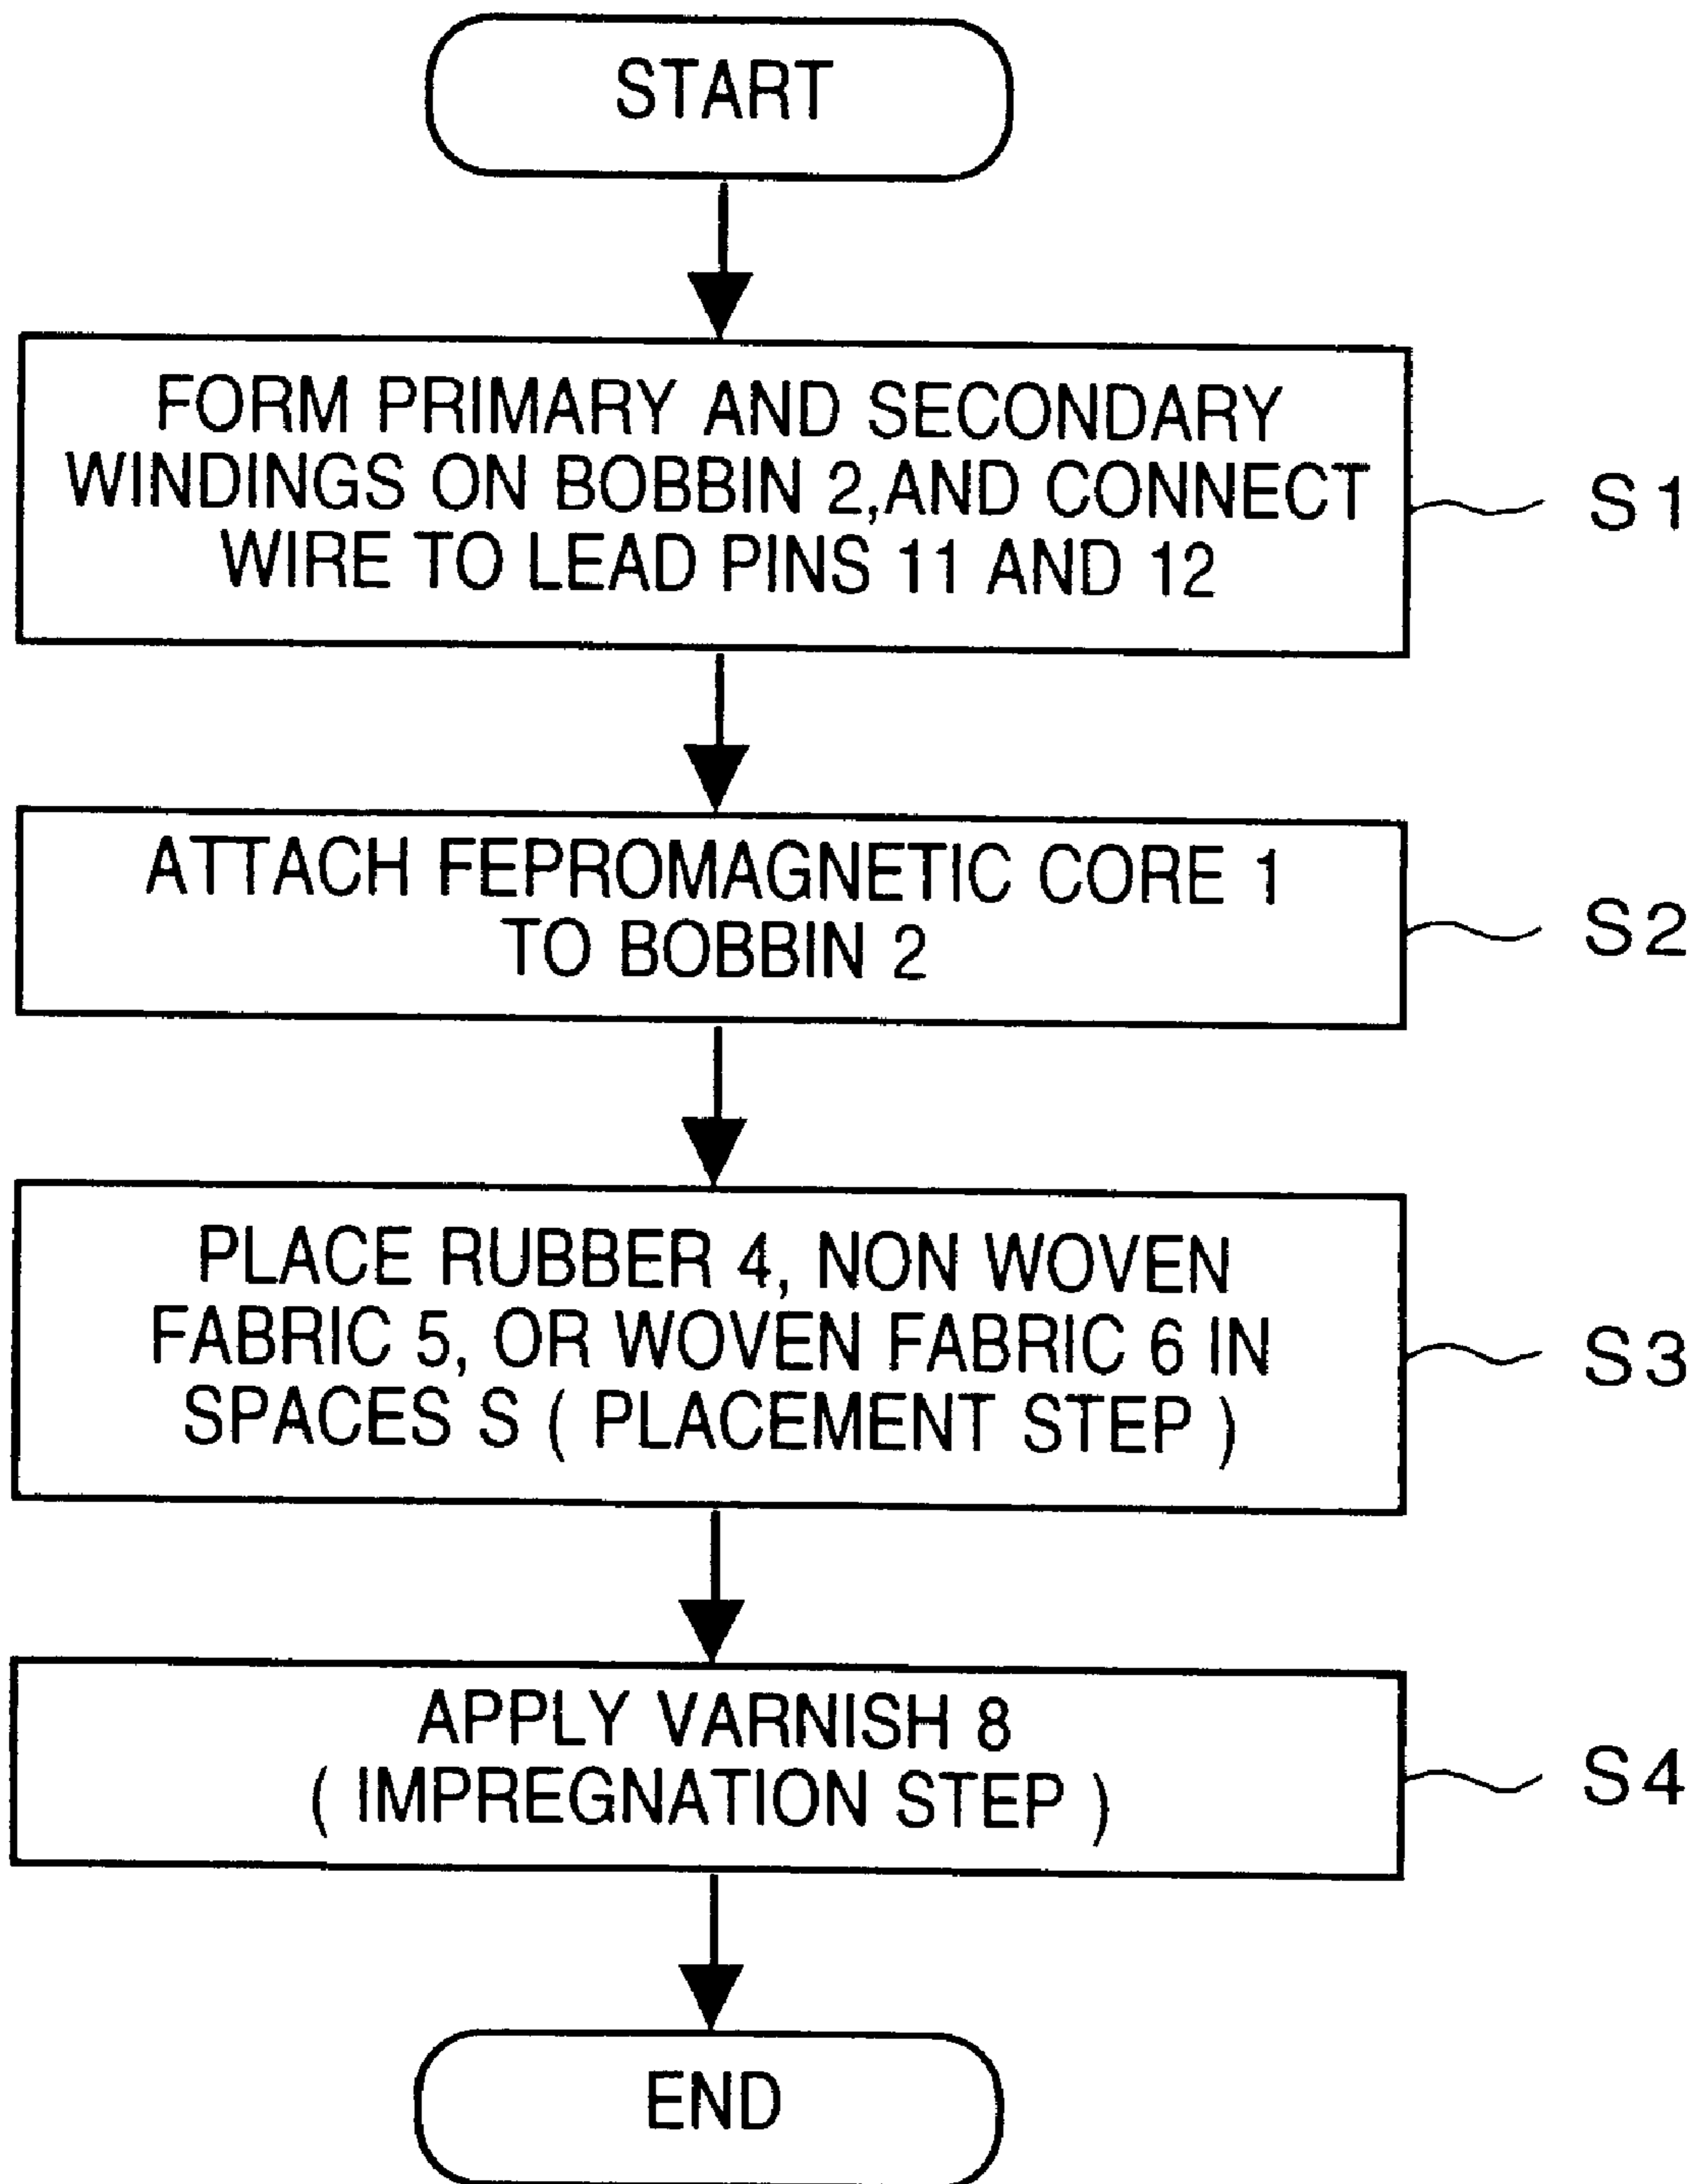 START
FORM PRIMARY AND SECONDARY
WINDINGS ON BOBBIN 2,AND CONNECT
WIRE TO LEAD PINS 11 AND 12
S1
ATTACH FEPROMAGNETIC CORE 1
TO BOBBIN 2
S2
PLACE RUBBER 4, NON WOVEN
FABRIC 5, OR WOVEN FABRIC 6 IN
SPACES S ( PLACEMENT STEP )
S3
APPLY VARNISH 8
( IMPREGNATION STEP )
S4
END